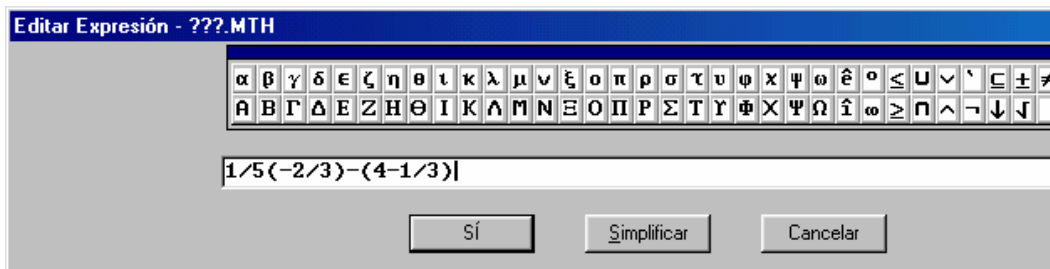 Editar Expresión - ???.MTH
α β γ δ ε ζ η θ ι κ λ μ ν ξ ο π ρ σ τ υ φ χ ψ ω ê ° ≤ ∪ ∨ ` ⊆ ± ≠
Α Β Γ Δ Ε Ζ Η Θ Ι Κ Λ Μ Ν Ξ Ο Π Ρ Σ Τ Υ Φ Χ Ψ Ω î ∞ ≥ ∩ ∧ ¬ ↓ √
1/5(-2/3)-(4-1/3)
SÍ Simplificar Cancelar